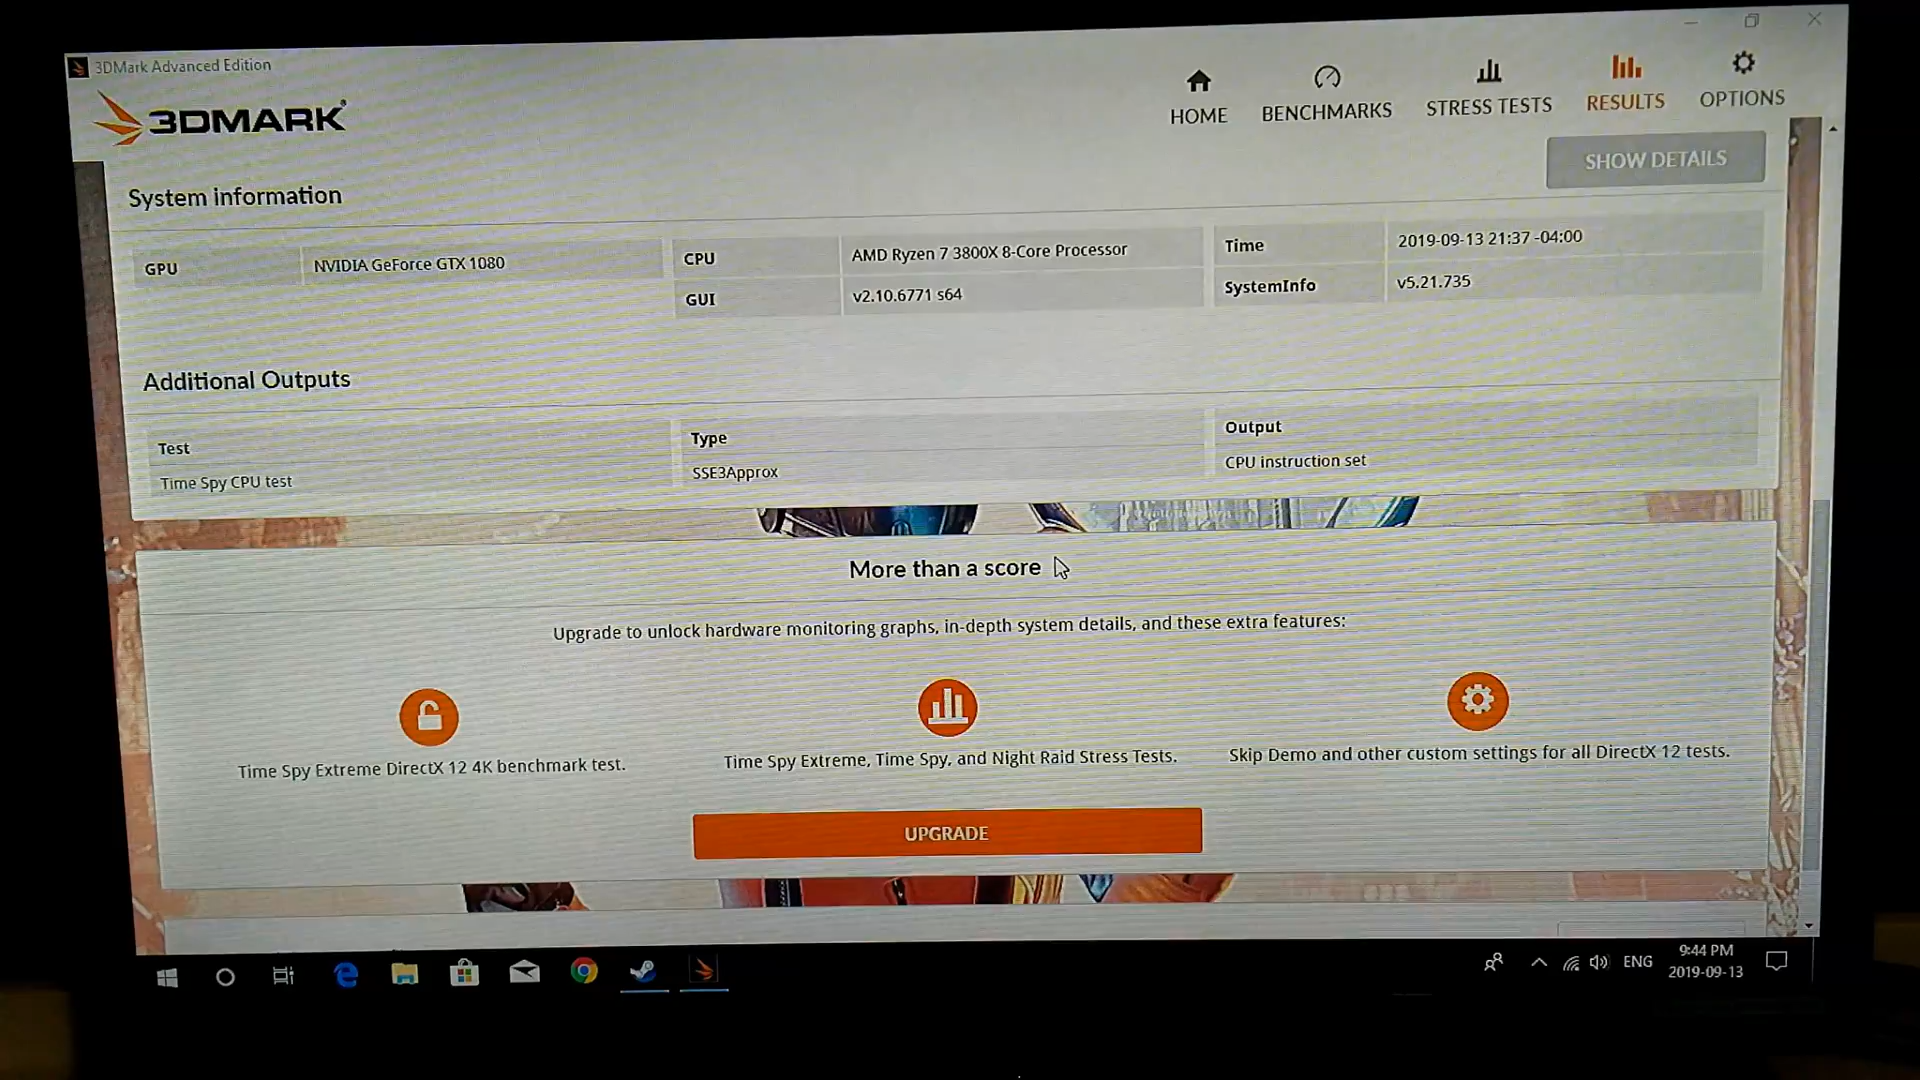 3DMark Advanced Edition
3DMARK
HOME
BENCHMARKS
STRESS TESTS
RESULTS
OPTIONS
SHOW DETAILS
System information
GPU
NVIDIA GeForce GTX 1080
CPU
AMD Ryzen 7 3800X 8-Core Processor
GUI
v2.10.6771 s64
Time
2019-09-13 21:37 -04:00
SystemInfo
v5.21.735
Additional Outputs
Test
Type
Output
Time Spy CPU test
SSE3Approx
CPU instruction set
More than a score
Upgrade to unlock hardware monitoring graphs, in-depth system details, and these extra features:
Time Spy Extreme DirectX 12 4K benchmark test.
Time Spy Extreme, Time Spy, and Night Raid Stress Tests.
Skip Demo and other custom settings for all DirectX 12 tests.
UPGRADE
ENG
9:44 PM
2019-09-13